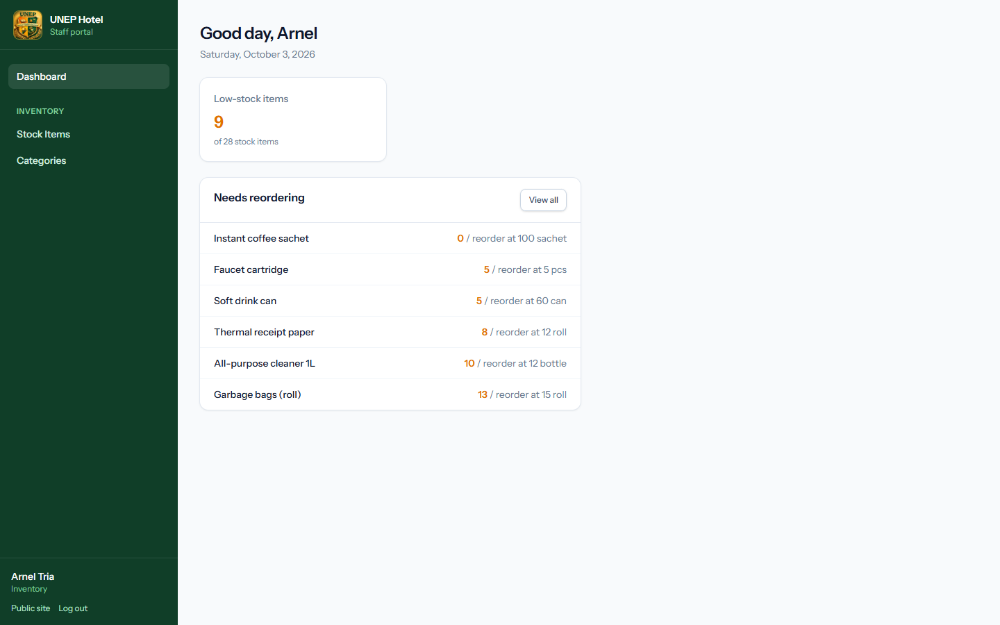 UNEP
UNEP Hotel
Staff portal
Dashboard
INVENTORY
Stock Items
Categories
Arnel Tria
Inventory
Public site Log out
Good day, Arnel
Saturday, October 3, 2026
Low-stock items
9
of 28 stock items
Needs reordering
View all
Instant coffee sachet 0 / reorder at 100 sachet
Faucet cartridge 5 / reorder at 5 pcs
Soft drink can 5 / reorder at 60 can
Thermal receipt paper 8 / reorder at 12 roll
All-purpose cleaner 1L 10 / reorder at 12 bottle
Garbage bags (roll) 13 / reorder at 15 roll